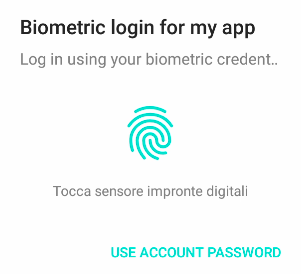 Biometric login for my app
Log in using your biometric credent..
Tocca sensore impronte digitali
USE ACCOUNT PASSWORD